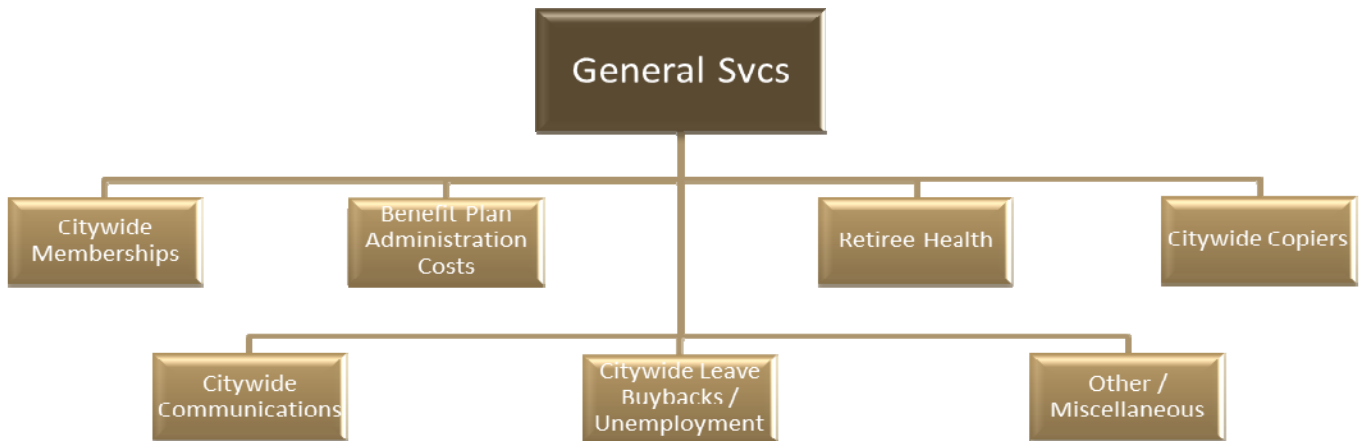 General Svcs
Citywide
Memberships
Benefit Plan
Administration
Costs
Retiree Health
Citywide Copiers
Citywide
Communications
Citywide Leave
Buybacks /
Unemployment
Other /
Miscellaneous